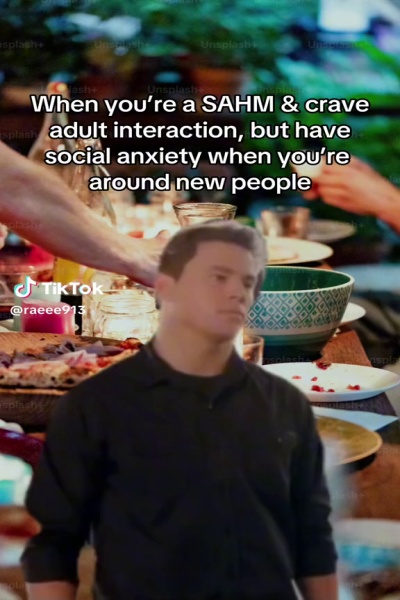 When you're a SAHM & crave
adult interaction, but have
social anxiety when you're
around new people
TikTok
@raeee913
Unsplash+